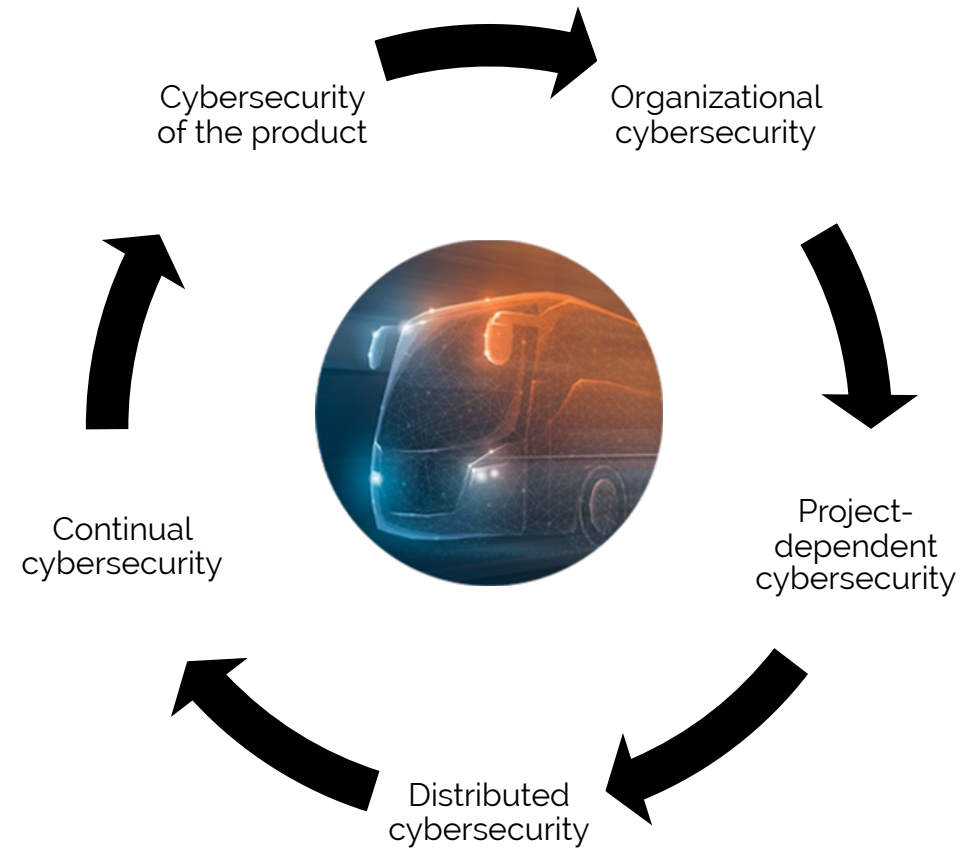 Cybersecurity
of the product
Organizational
cybersecurity
Project-
dependent
cybersecurity
Distributed
cybersecurity
Continual
cybersecurity